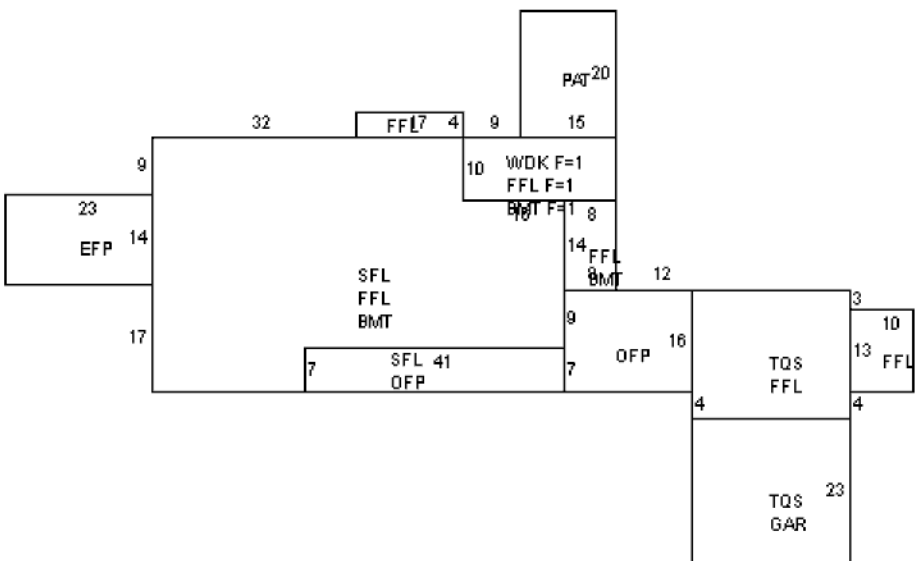 PAT 20
32
FFL 17 4 9 15
9
10
WDK F=1
FFL F=1
BMT F=1
16 8
23
14
EFP
14
FFL
8
BMT
12
SFL
FFL
BMT
3
17
9
10
OFP
16
13
FFL
7
SFL 41
OFP
7
TQS
FFL
4
4
TQS
GAR
23